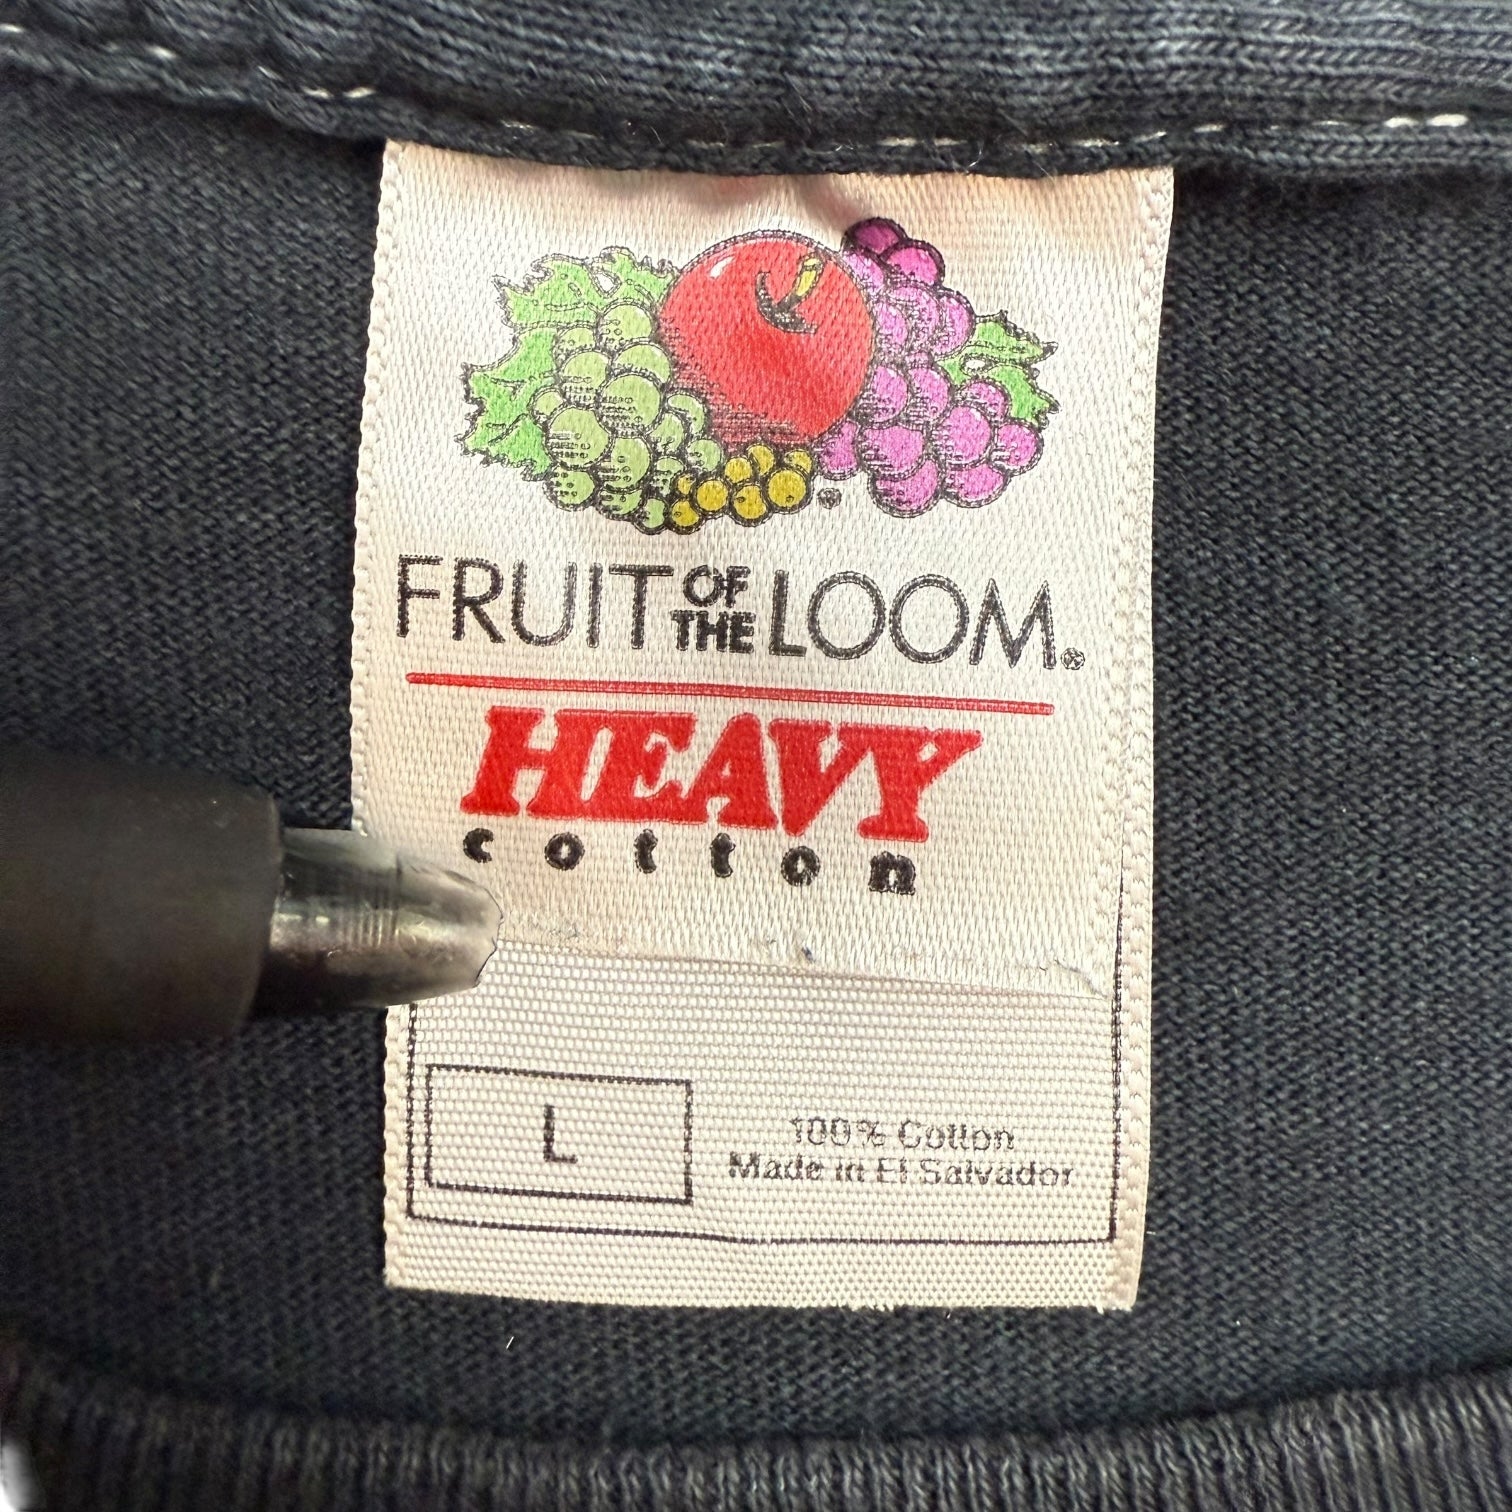 FRUIT OF THE LOOM®
HEAVY
cotton
L
100% Cotton
Made in El Salvador